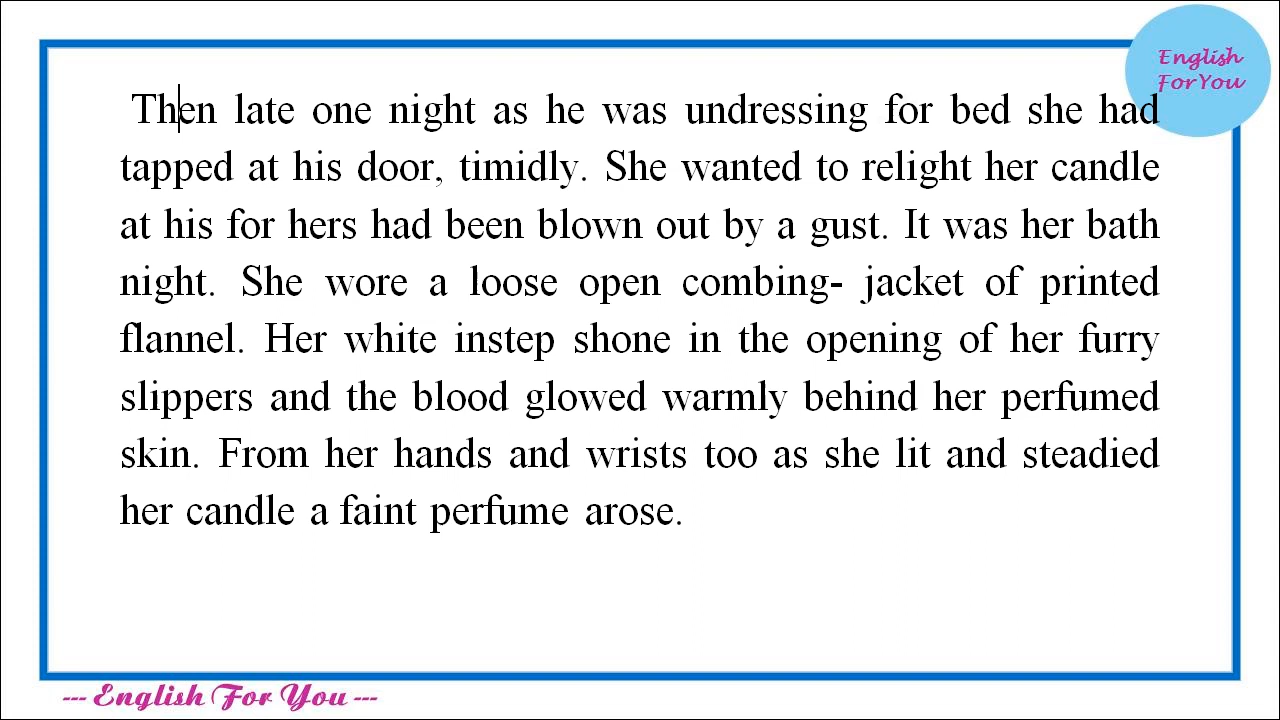 English
ForYou
Then late one night as he was undressing for bed she had
tapped at his door, timidly. She wanted to relight her candle
at his for hers had been blown out by a gust. It was her bath
night. She wore a loose open combing- jacket of printed
flannel. Her white instep shone in the opening of her furry
slippers and the blood glowed warmly behind her perfumed
skin. From her hands and wrists too as she lit and steadied
her candle a faint perfume arose.
--- English For You ---